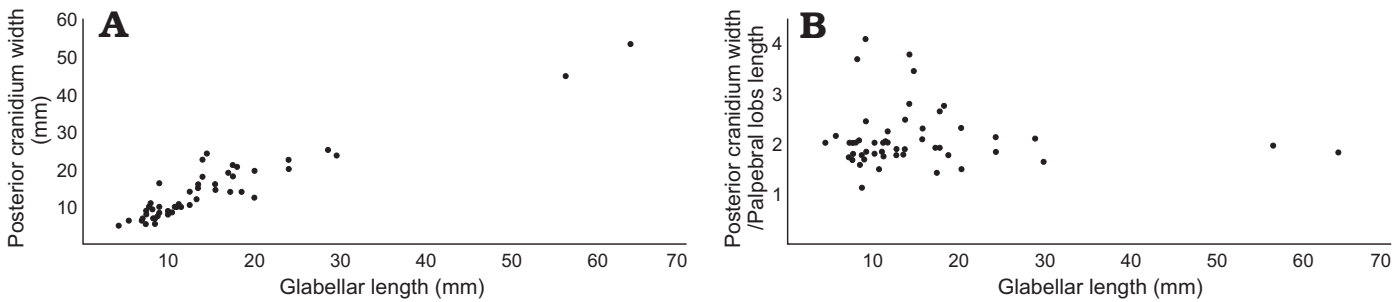 A
Posterior cranidium width
(mm)
60
50
40
30
20
10
10 20 30 40 50 60 70
Glabellar length (mm)
B
Posterior cranidium width
/Palpebral lobs length
4
3
2
1
10 20 30 40 50 60 70
Glabellar length (mm)